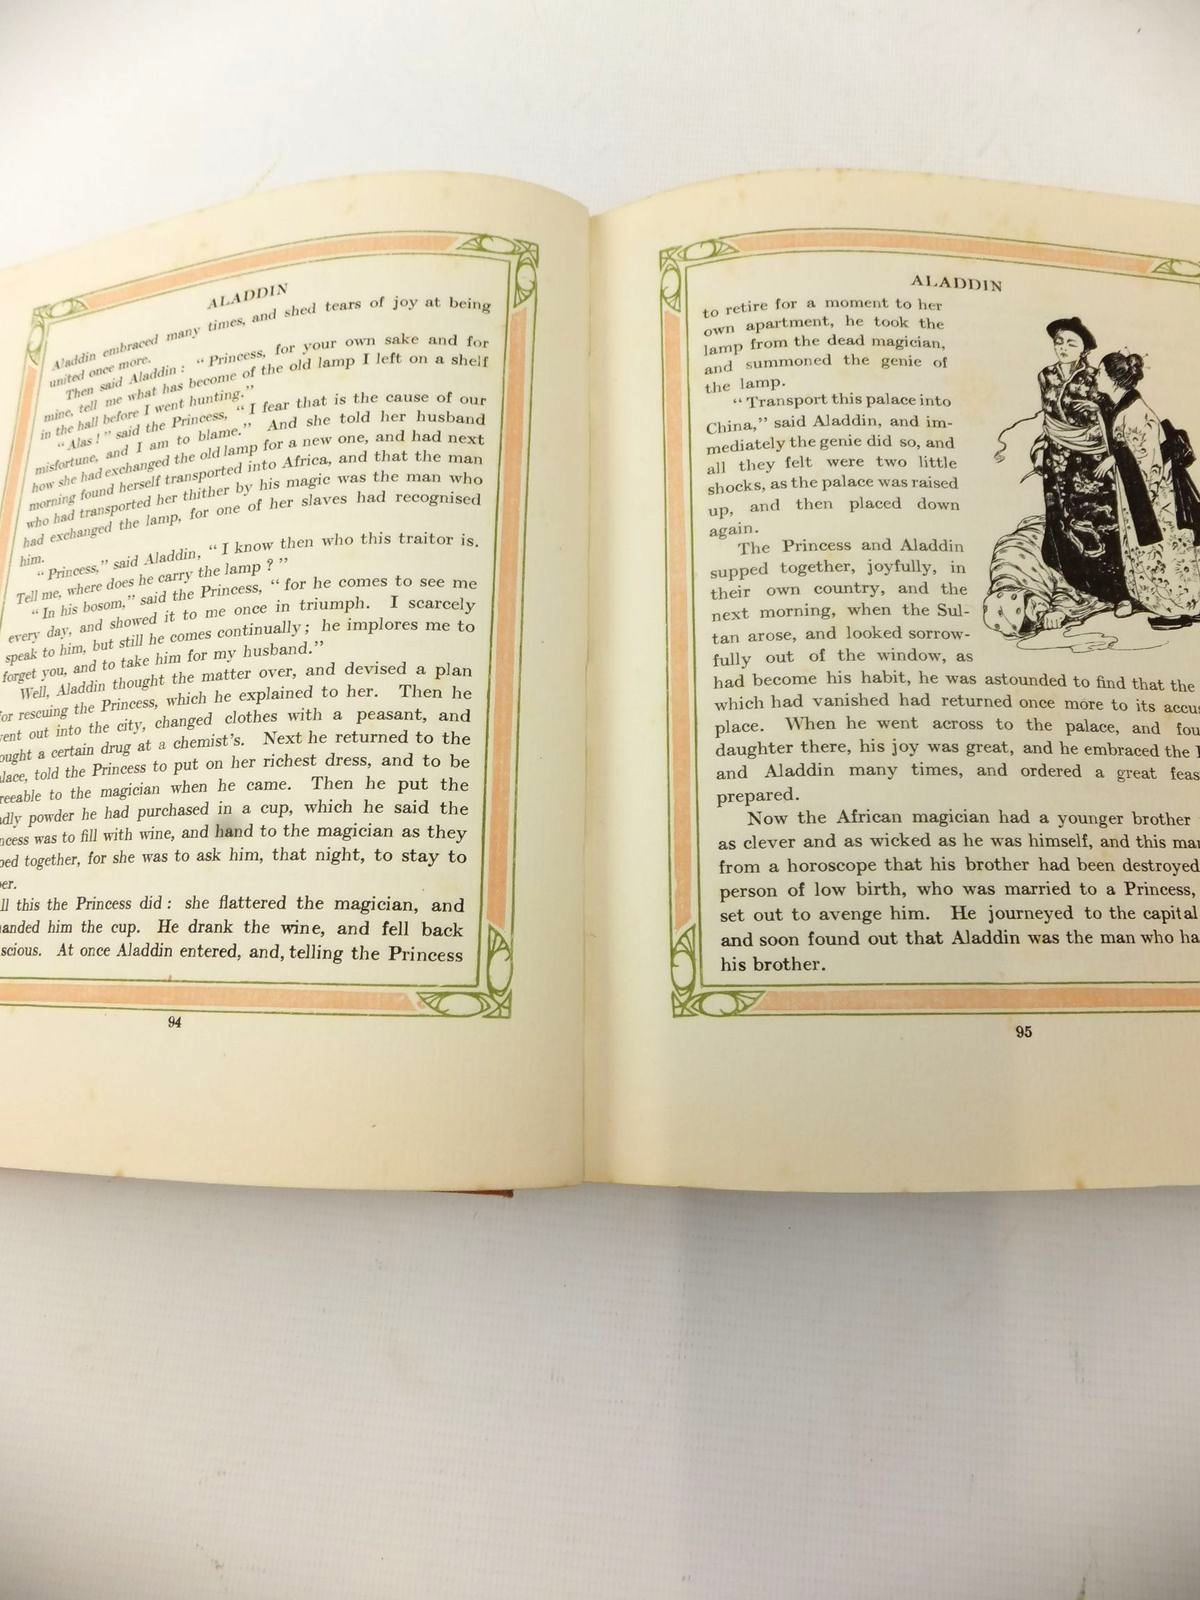 ALADDIN
Aladdin embraced many times, and shed tears of joy at being
united once more.
Then said Aladdin : “ Princess, for your own sake and for
mine, tell me what has become of the old lamp I left on a shelf
in the hall before I went hunting.”
“ Alas ! ” said the Princess, “ I fear that is the cause of our
misfortune, and I am to blame.” And she told her husband
how she had exchanged the old lamp for a new one, and had next
morning found herself transported into Africa, and that the man
who had transported her thither by his magic was the man who
had exchanged the lamp, for one of her slaves had recognised
him.
“ Princess,” said Aladdin, “ I know then who this traitor is.
Tell me, where does he carry the lamp ? ”
“ In his bosom,” said the Princess, “ for he comes to see me
every day, and showed it to me once in triumph. I scarcely
speak to him, but still he comes continually; he implores me to
forget you, and to take him for my husband.”
Well, Aladdin thought the matter over, and devised a plan
for rescuing the Princess, which he explained to her. Then he
went out into the city, changed clothes with a peasant, and
ought a certain drug at a chemist's. Next he returned to the
alace, told the Princess to put on her richest dress, and to be
reeable to the magician when he came. Then he put the
dly powder he had purchased in a cup, which he said the
ncess was to fill with wine, and hand to the magician as they
ped together, for she was to ask him, that night, to stay to
per.
ll this the Princess did : she flattered the magician, and
anded him the cup. He drank the wine, and fell back
scious. At once Aladdin entered, and, telling the Princess
94
ALADDIN
to retire for a moment to her
own apartment, he took the
lamp from the dead magician,
and summoned the genie of
the lamp.
“ Transport this palace into
China,” said Aladdin, and im-
mediately the genie did so, and
all they felt were two little
shocks, as the palace was raised
up, and then placed down
again.
The Princess and Aladdin
supped together, joyfully, in
their own country, and the
next morning, when the Sul-
tan arose, and looked sorrow-
fully out of the window, as
had become his habit, he was astounded to find that the
which had vanished had returned once more to its accus
place. When he went across to the palace, and fou
daughter there, his joy was great, and he embraced the
and Aladdin many times, and ordered a great feas
prepared.
Now the African magician had a younger brother
as clever and as wicked as he was himself, and this man
from a horoscope that his brother had been destroyed
person of low birth, who was married to a Princess,
set out to avenge him. He journeyed to the capital
and soon found out that Aladdin was the man who ha
his brother.
95